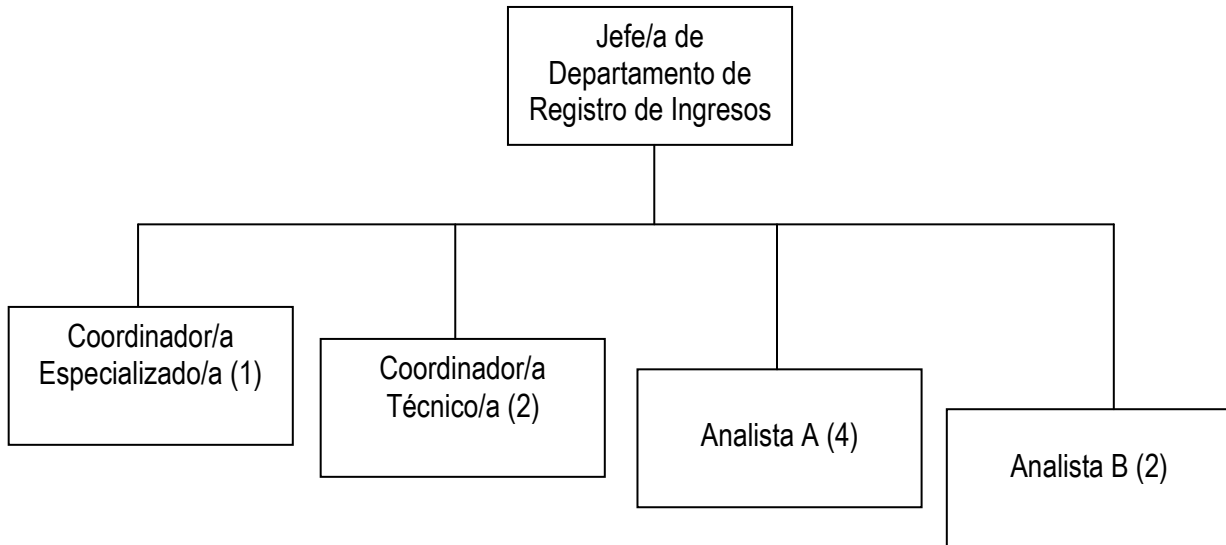 Jefe/a de
Departamento de
Registro de Ingresos
Coordinador/a
Especializado/a (1)
Coordinador/a
Técnico/a (2)
Analista A (4)
Analista B (2)